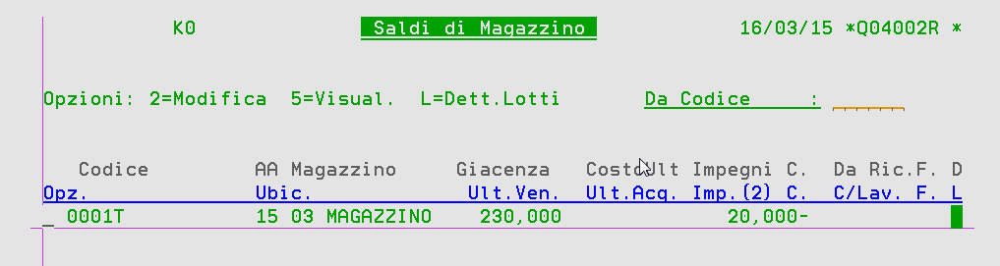 K0 Saldi di Magazzino 16/03/15 *Q04002R *
Opzioni: 2=Modifica 5=Visual. L=Dett.Lotti Da Codice :
Codice AA Magazzino Giacenza CostoUlt Impegni C. Da Ric.F. D
Opz. Ubic. Ult.Ven. Ult.Acq. Imp.(2) C. C/Lav. F. L
0001T 15 03 MAGAZZINO 230,000 20,000-